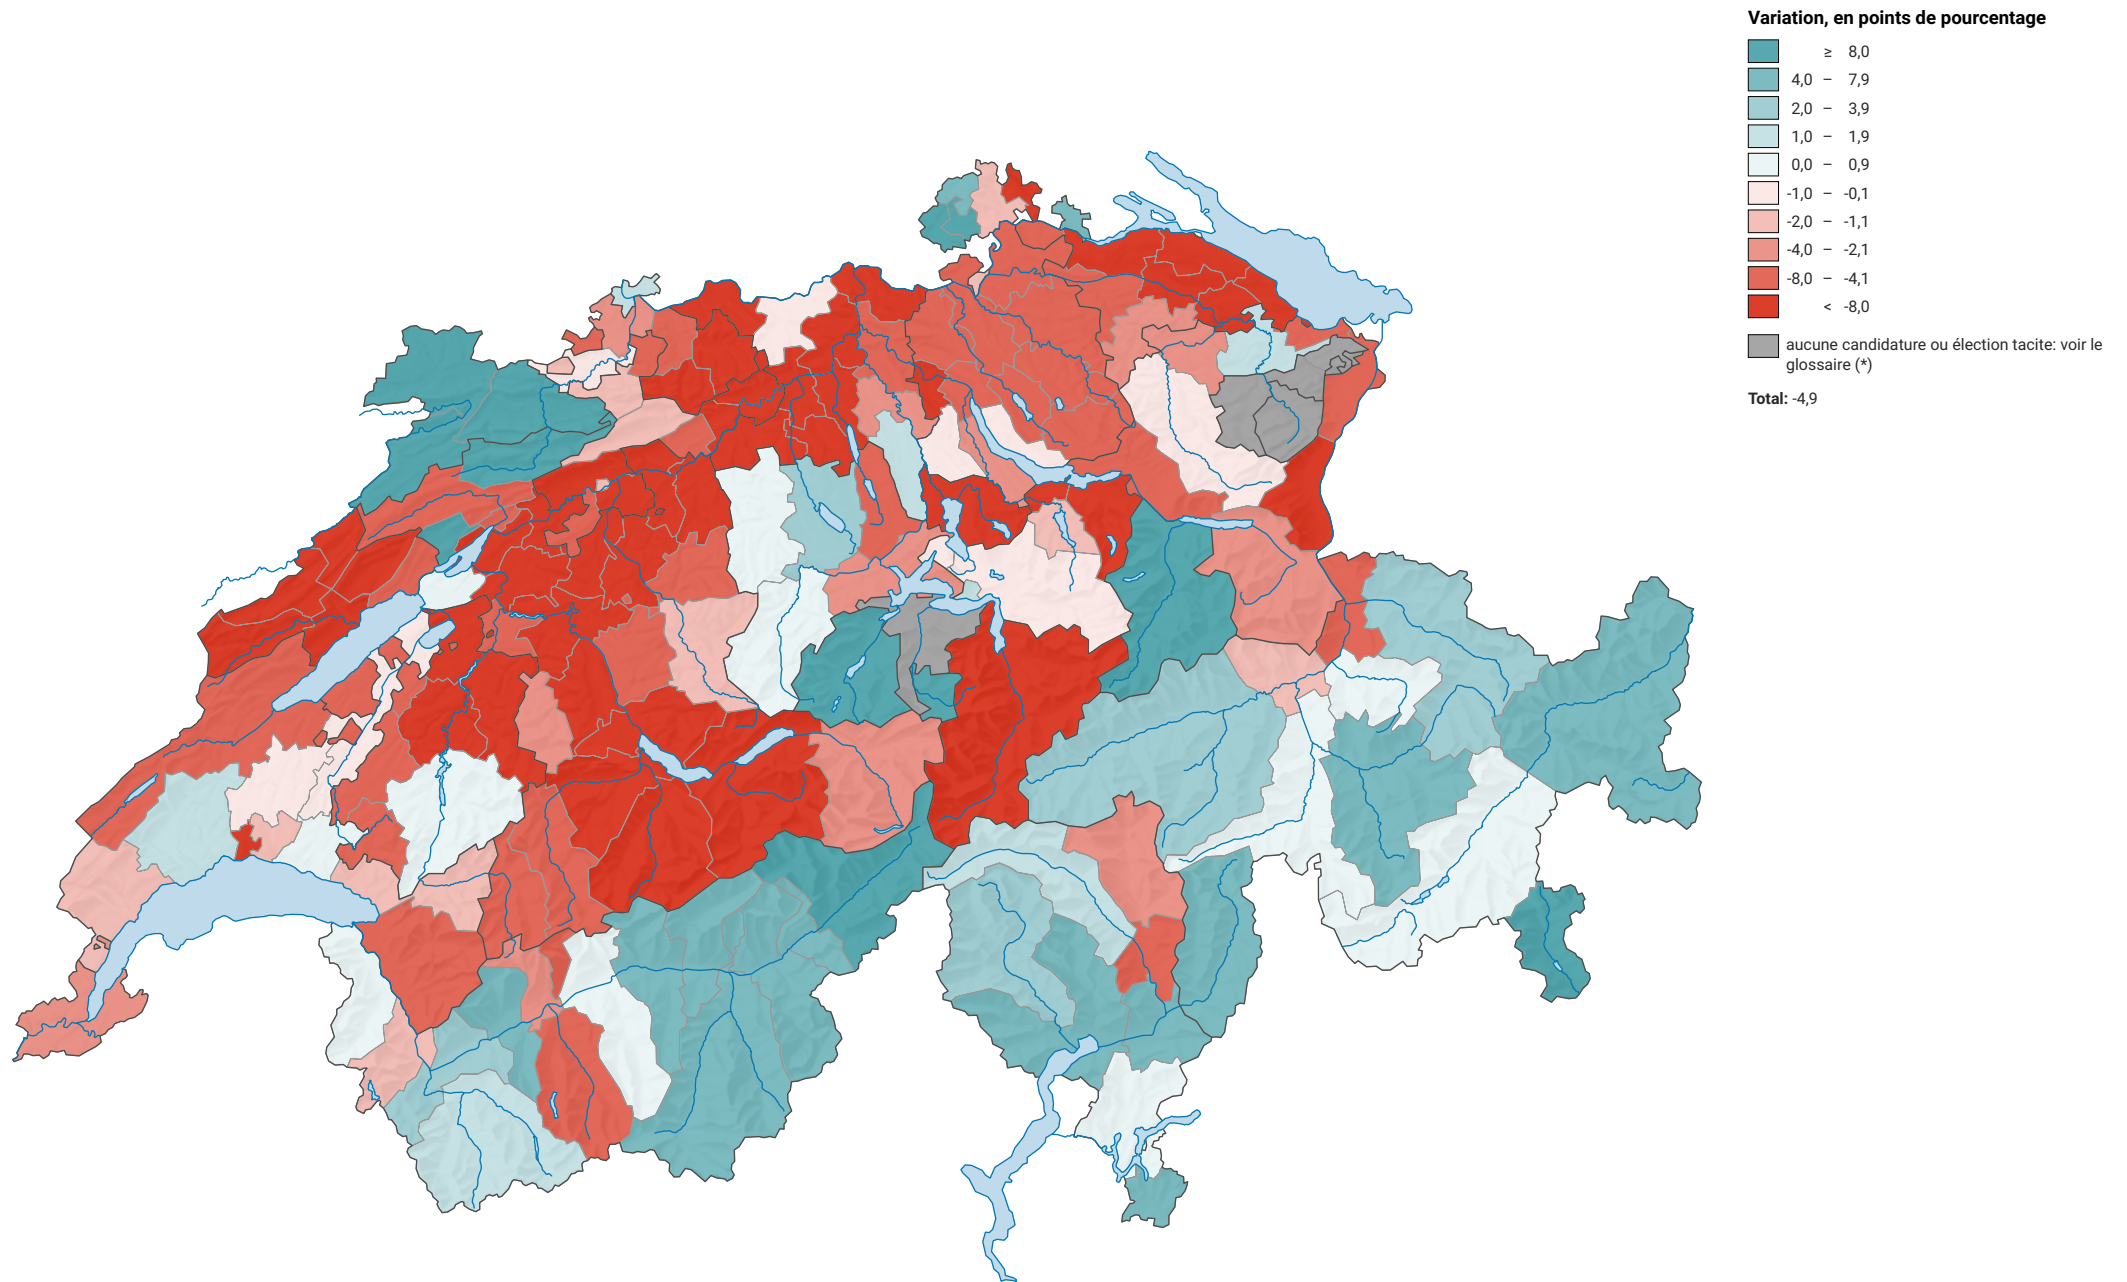 Variation, en points de pourcentage
≥ 8,0
4,0 – 7,9
2,0 – 3,9
1,0 – 1,9
0,0 – 0,9
-1,0 – -0,1
-2,0 – -1,1
-4,0 – -2,1
-8,0 – -4,1
< -8,0
aucune candidature ou élection tacite: voir le
glossaire (*)
Total: -4,9